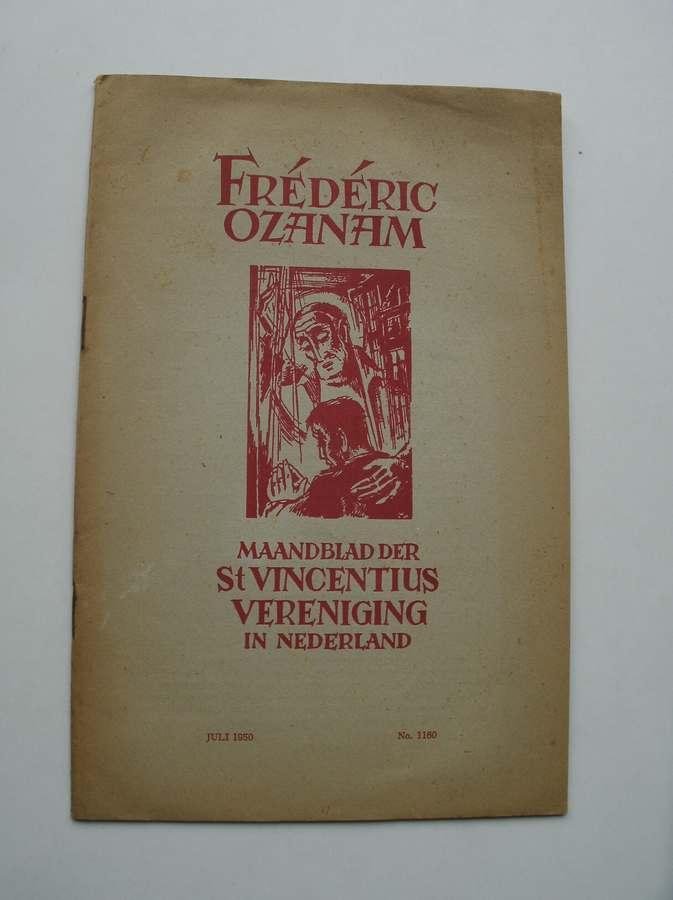 FRÉDÉRIC
OZANAM
MAANDBLAD DER
St VINCENTIUS
VERENIGING
IN NEDERLAND
JULI 1950 No. 1160